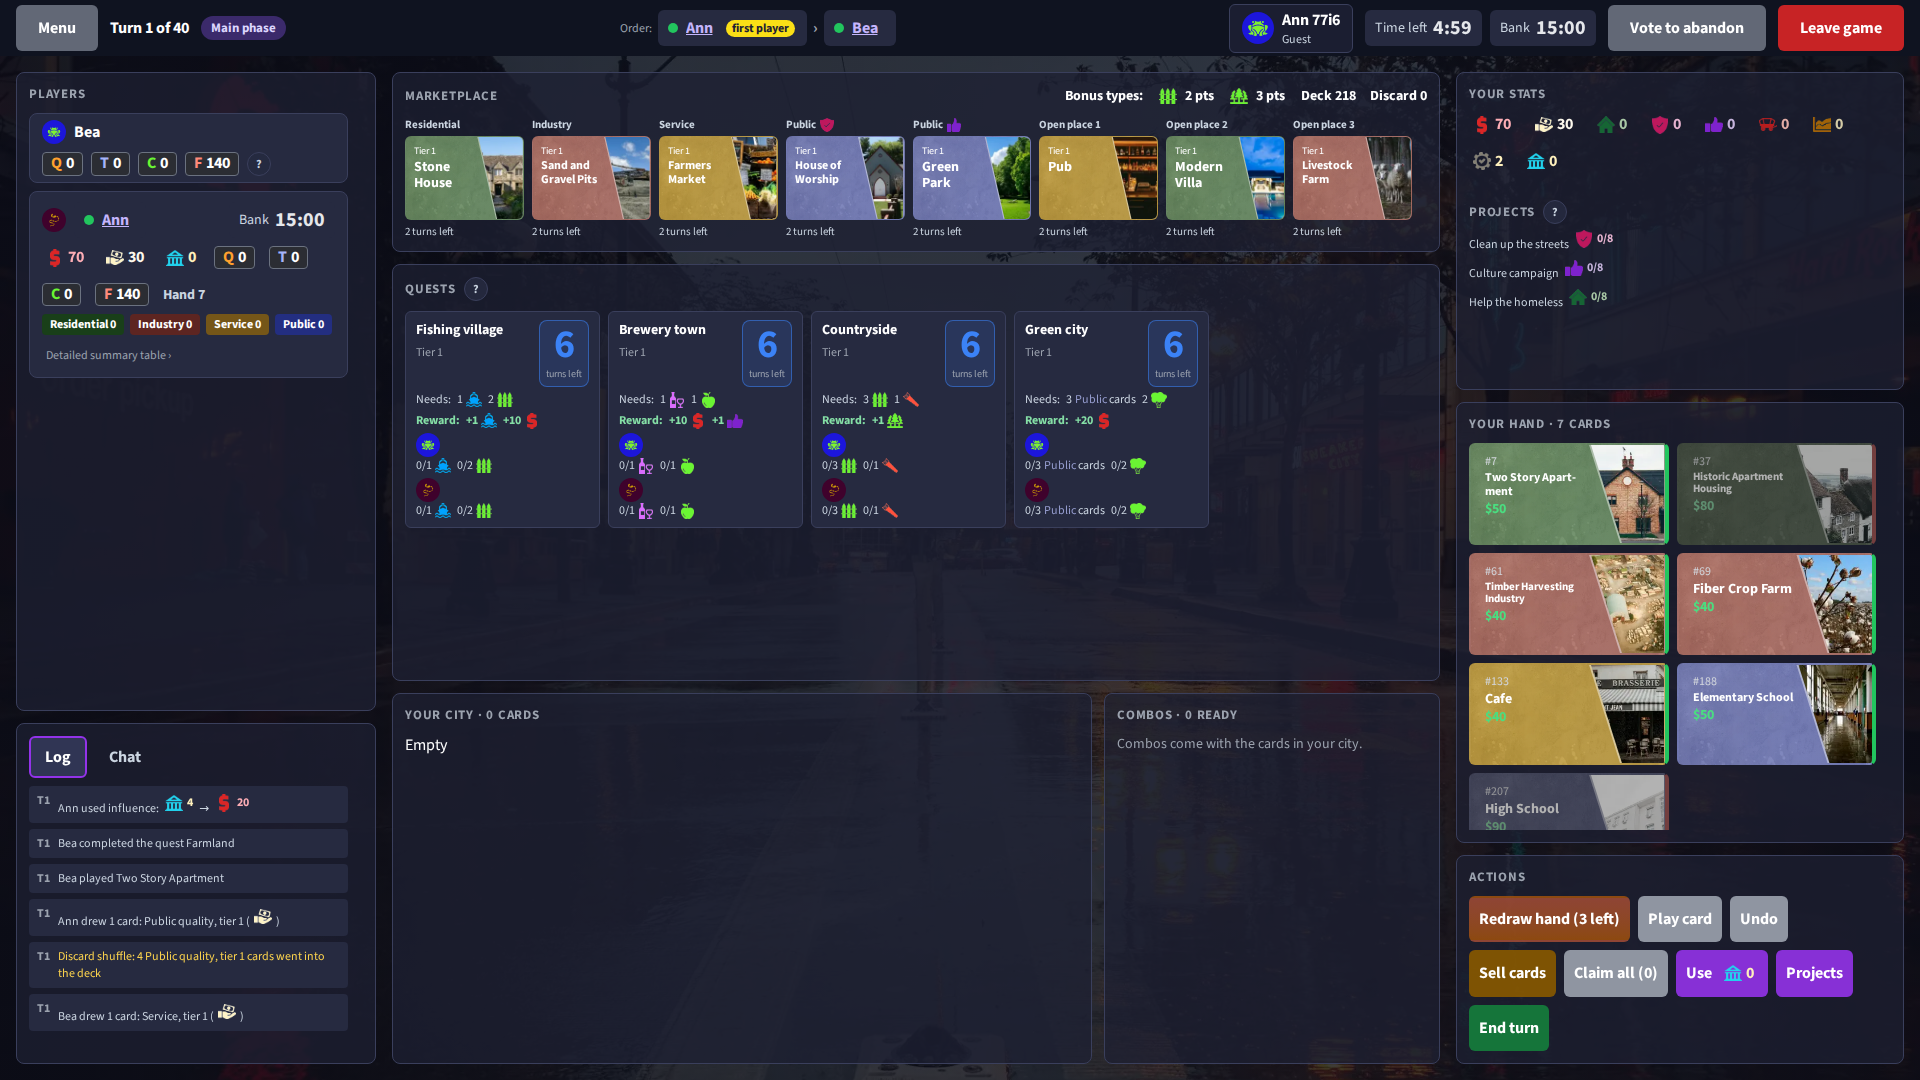 Menu
Turn 1 of 40
Main phase
Order:
Ann
first player
›
Bea
Ann 77i6
Guest
Time left 4:59
Bank 15:00
Vote to abandon
Leave game
PLAYERS
Bea
Q 0
T 0
C 0
F 140
?
Ann
Bank 15:00
70
30
0
Q 0
T 0
C 0
F 140
Hand 7
Residential 0
Industry 0
Service 0
Public 0
Detailed summary table ›
Log
Chat
T1 Ann used influence: 4 → 20
T1 Bea completed the quest Farmland
T1 Bea played Two Story Apartment
T1 Ann drew 1 card: Public quality, tier 1 ( )
T1 Discard shuffle: 4 Public quality, tier 1 cards went into
the deck
T1 Bea drew 1 card: Service, tier 1 ( )
MARKETPLACE
Bonus types: 2 pts 3 pts Deck 218 Discard 0
Residential
Tier 1
Stone
House
2 turns left
Industry
Tier 1
Sand and
Gravel Pits
2 turns left
Service
Tier 1
Farmers
Market
2 turns left
Public
Tier 1
House of
Worship
2 turns left
Public
Tier 1
Green
Park
2 turns left
Open place 1
Tier 1
Pub
2 turns left
Open place 2
Tier 1
Modern
Villa
2 turns left
Open place 3
Tier 1
Livestock
Farm
2 turns left
QUESTS ?
Fishing village
Tier 1
6
turns left
Needs: 1 2
Reward: +1 +10
0/1 0/2
0/1 0/2
Brewery town
Tier 1
6
turns left
Needs: 1 1
Reward: +10 +1
0/1 0/1
0/1 0/1
Countryside
Tier 1
6
turns left
Needs: 3 1
Reward: +1
0/3 0/1
0/3 0/1
Green city
Tier 1
6
turns left
Needs: 3 Public cards 2
Reward: +20
0/3 Public cards 0/2
0/3 Public cards 0/2
YOUR CITY · 0 CARDS
Empty
COMBOS · 0 READY
Combos come with the cards in your city.
YOUR STATS
70
30
0
0
0
0
0
2
0
PROJECTS ?
Clean up the streets 0/8
Culture campaign 0/8
Help the homeless 0/8
YOUR HAND · 7 CARDS
#7
Two Story Apart-
ment
$50
#37
Historic Apartment
Housing
$80
#61
Timber Harvesting
Industry
$40
#69
Fiber Crop Farm
$40
#133
Cafe
$40
BRASSERIE
#188
Elementary School
$50
#207
High School
$90
ACTIONS
Redraw hand (3 left)
Play card
Undo
Sell cards
Claim all (0)
Use 0
Projects
End turn